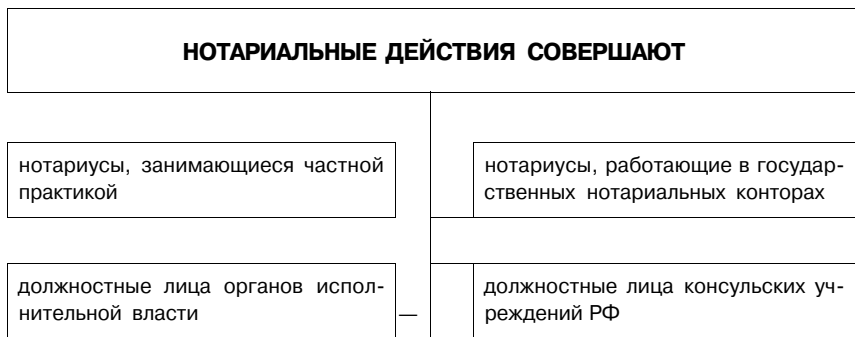 НОТАРИАЛЬНЫЕ ДЕЙСТВИЯ СОВЕРШАЮТ
нотариусы, занимающиеся частной
практикой
нотариусы, работающие в государ-
ственных нотариальных конторах
должностные лица органов испол-
нительной власти
должностные лица консульских уч-
реждений РФ